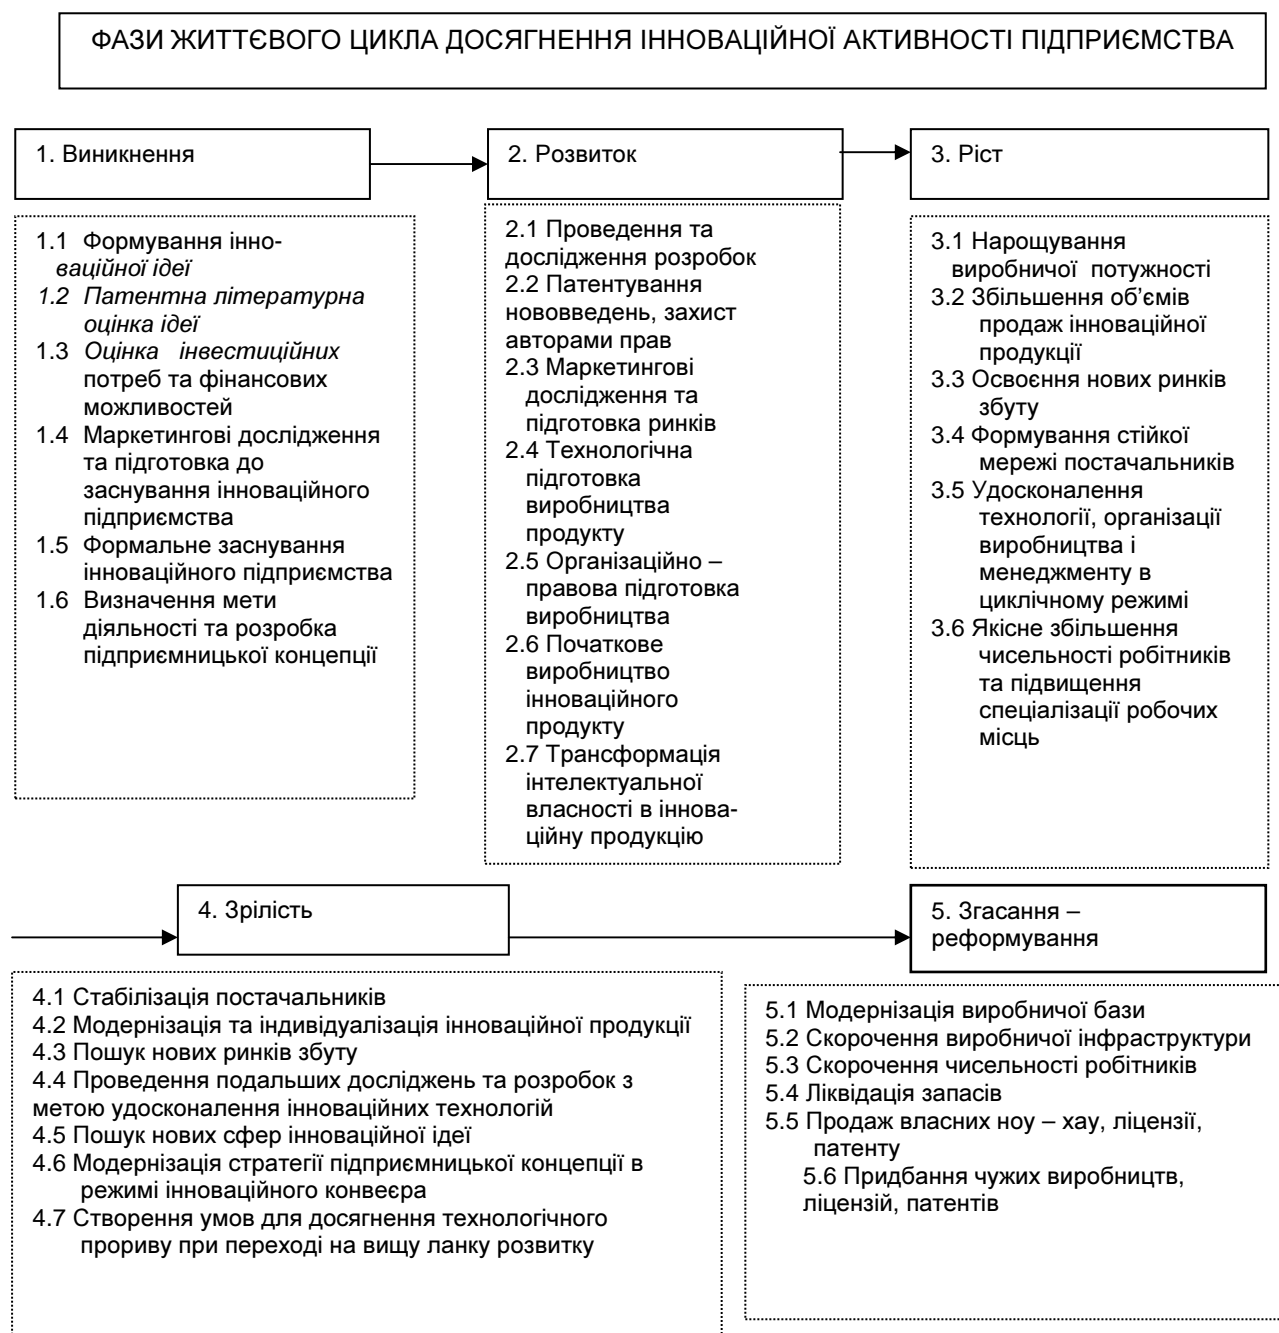 ФАЗИ ЖИТТЄВОГО ЦИКЛА ДОСЯГНЕННЯ ІННОВАЦІЙНОЇ АКТИВНОСТІ ПІДПРИЄМСТВА
1. Виникнення
2. Розвиток
3. Ріст
1.1 Формування інно-
ваційної ідеї
1.2 Патентна літературна
оцінка ідеї
1.3 Оцінка інвестиційних
потреб та фінансових
можливостей
1.4 Маркетингові дослідження
та підготовка до
заснування інноваційного
підприємства
1.5 Формальне заснування
інноваційного підприємства
1.6 Визначення мети
діяльності та розробка
підприємницької концепції
2.1 Проведення та
дослідження розробок
2.2 Патентування
нововведень, захист
авторами прав
2.3 Маркетингові
дослідження та
підготовка ринків
2.4 Технологічна
підготовка
виробництва
продукту
2.5 Організаційно –
правова підготовка
виробництва
2.6 Початкове
виробництво
інноваційного
продукту
2.7 Трансформація
інтелектуальної
власності в іннова-
ційну продукцію
3.1 Нарощування
виробничої потужності
3.2 Збільшення об’ємів
продаж інноваційної
продукції
3.3 Освоєння нових ринків
збуту
3.4 Формування стійкої
мережі постачальників
3.5 Удосконалення
технології, організації
виробництва і
менеджменту в
циклічному режимі
3.6 Якісне збільшення
чисельності робітників
та підвищення
спеціалізації робочих
місць
4. Зрілість
5. Згасання –
реформування
4.1 Стабілізація постачальників
4.2 Модернізація та індивідуалізація інноваційної продукції
4.3 Пошук нових ринків збуту
4.4 Проведення подальших досліджень та розробок з
метою удосконалення інноваційних технологій
4.5 Пошук нових сфер інноваційної ідеї
4.6 Модернізація стратегії підприємницької концепції в
режимі інноваційного конвеєра
4.7 Створення умов для досягнення технологічного
прориву при переході на вищу ланку розвитку
5.1 Модернізація виробничої бази
5.2 Скорочення виробничої інфраструктури
5.3 Скорочення чисельності робітників
5.4 Ліквідація запасів
5.5 Продаж власних ноу – хау, ліцензії,
патенту
5.6 Придбання чужих виробництв,
ліцензій, патентів